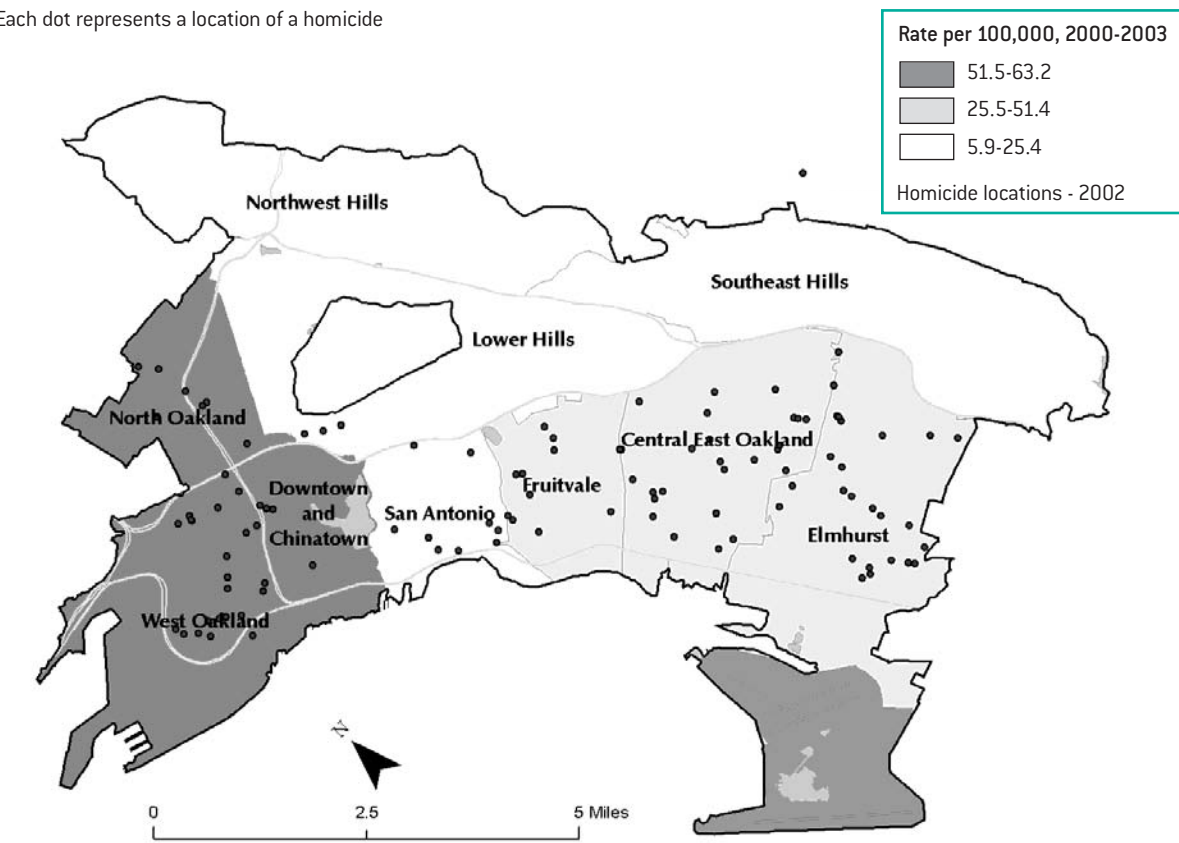 Each dot represents a location of a homicide
Rate per 100,000, 2000-2003
51.5-63.2
25.5-51.4
5.9-25.4
Homicide locations - 2002
Northwest Hills
Southeast Hills
Lower Hills
North Oakland
Central East Oakland
Downtown
and
Chinatown
Fruitvale
San Antonio
Elmhurst
West Oakland
N
0 2.5 5 Miles